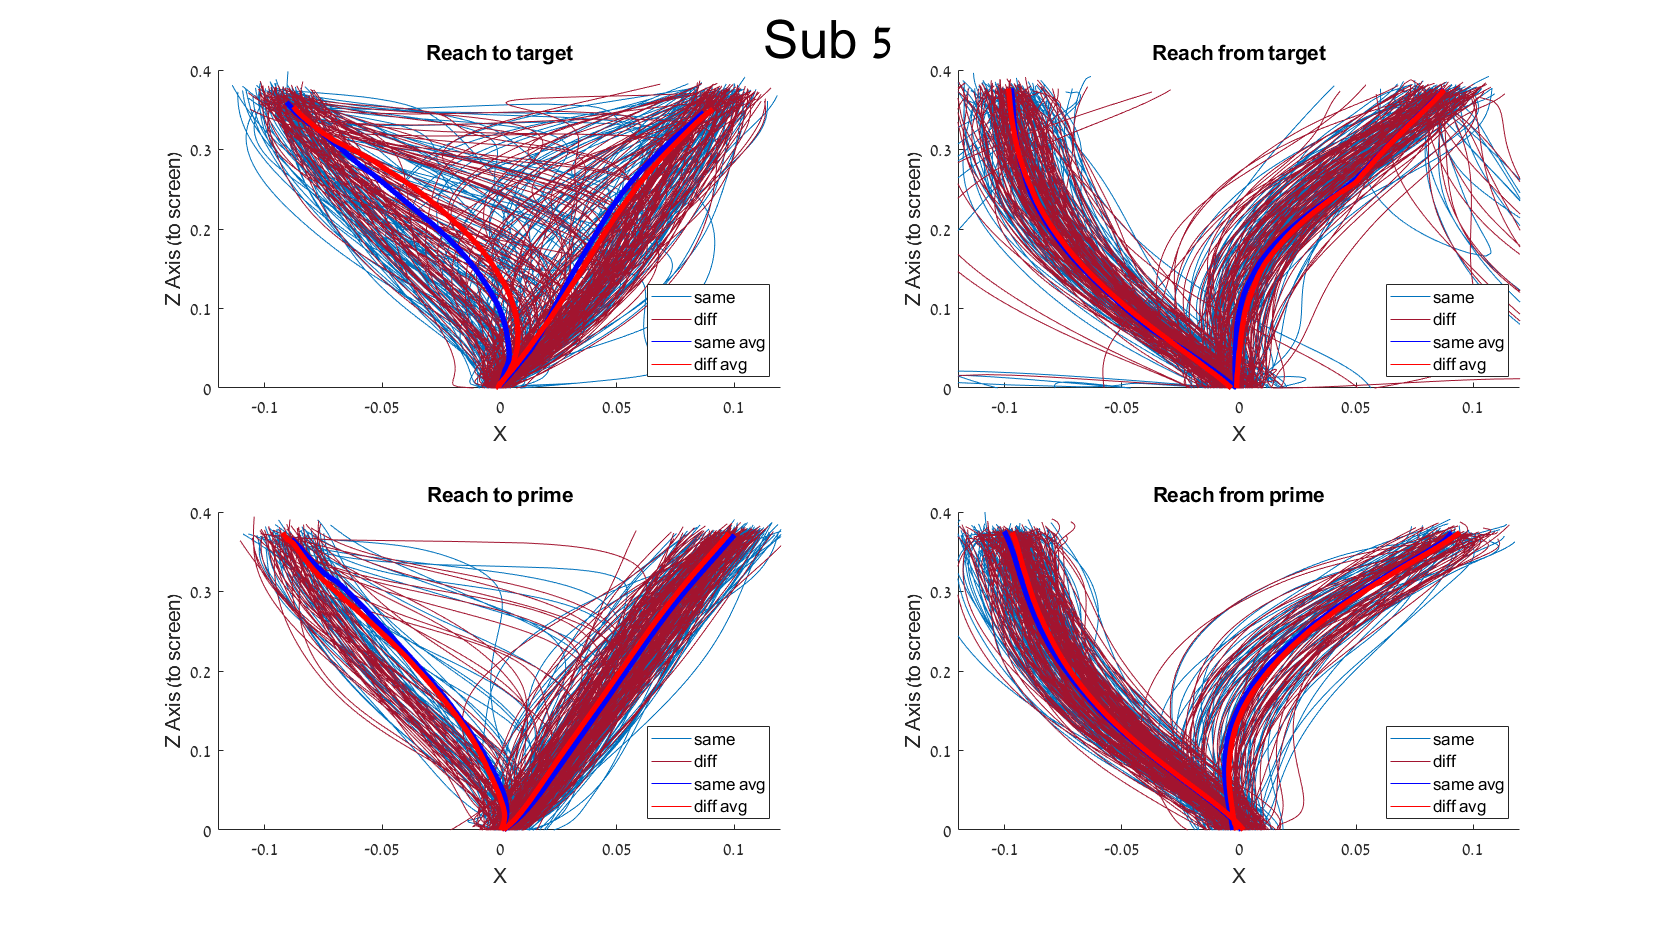 Sub 5
Reach to target
0.4
0.3
0.2
0.1
0
Z Axis (to screen)
-0.1
-0.05
0
0.05
0.1
X
same
diff
same avg
diff avg
Reach from target
0.4
0.3
0.2
0.1
0
Z Axis (to screen)
-0.1
-0.05
0
0.05
0.1
X
same
diff
same avg
diff avg
Reach to prime
0.4
0.3
0.2
0.1
0
Z Axis (to screen)
-0.1
-0.05
0
0.05
0.1
X
same
diff
same avg
diff avg
Reach from prime
0.4
0.3
0.2
0.1
0
Z Axis (to screen)
-0.1
-0.05
0
0.05
0.1
X
same
diff
same avg
diff avg